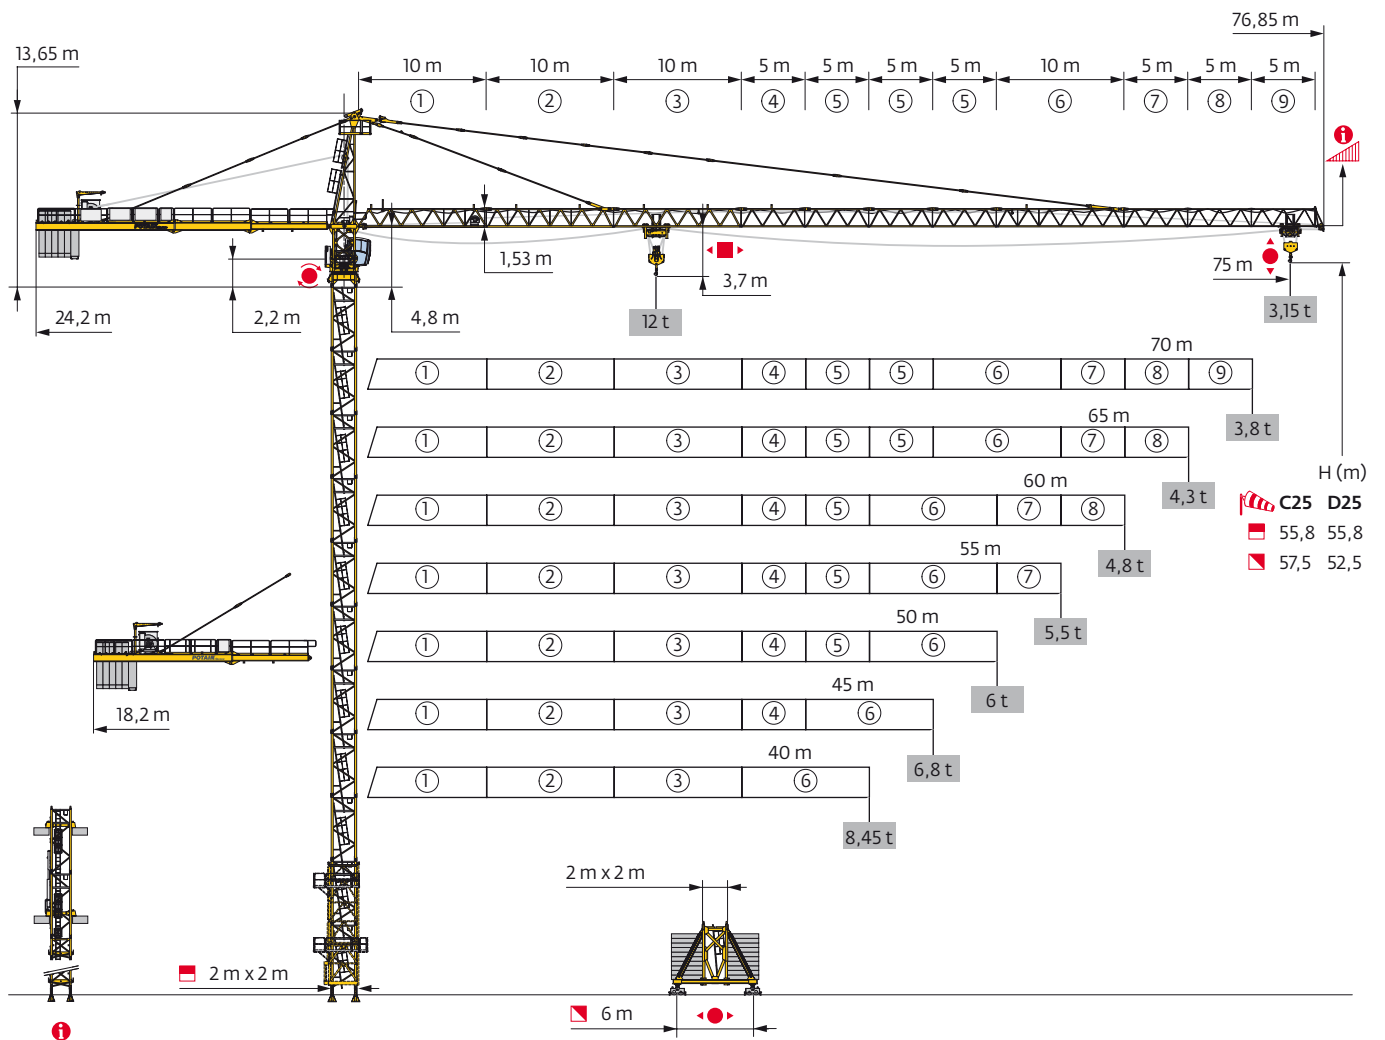 76,85 m
13,65 m
10 m 10 m 10 m 5 m 5 m 5 m 5 m 10 m 5 m 5 m 5 m
① ② ③ ④ ⑤ ⑤ ⑤ ⑥ ⑦ ⑧ ⑨
i
POTAIN
1,53 m
3,7 m
75 m
24,2 m
2,2 m
4,8 m
12 t
3,15 t
70 m
① ② ③ ④ ⑤ ⑤ ⑥ ⑦ ⑧ ⑨
3,8 t
65 m
① ② ③ ④ ⑤ ⑤ ⑥ ⑦ ⑧
4,3 t
H (m)
C25 D25
55,8 55,8
57,5 52,5
60 m
① ② ③ ④ ⑤ ⑥ ⑦ ⑧
4,8 t
55 m
① ② ③ ④ ⑤ ⑥ ⑦
5,5 t
50 m
① ② ③ ④ ⑤ ⑥
6 t
POTAIN
18,2 m
45 m
① ② ③ ④ ⑥
6,8 t
40 m
① ② ③ ⑥
8,45 t
2 m x 2 m
2 m x 2 m
6 m
i